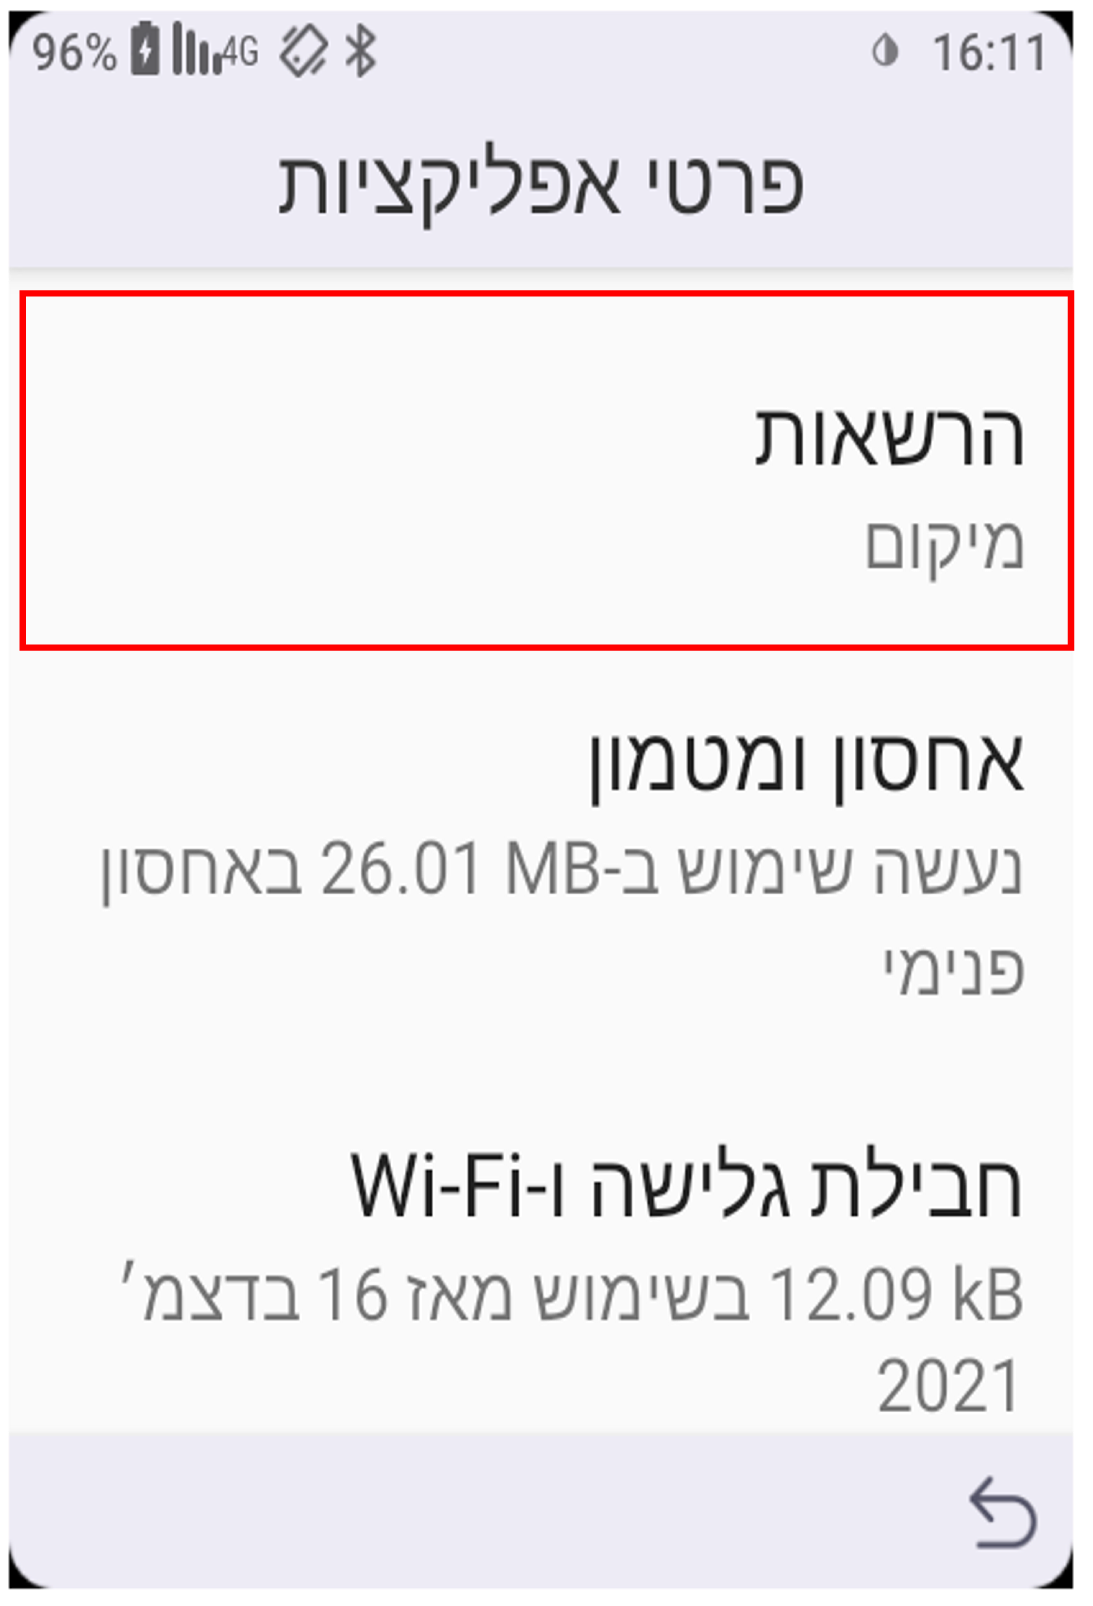 96% 4G 16:11
פרטי אפליקציות
הרשאות
מיקום
אחסון ומטמון
נעשה שימוש ב-26.01 MB באחסון
פנימי
חבילת גלישה ו-Wi-Fi
12.09 kB בשימוש מאז 16 בדצמ׳
2021